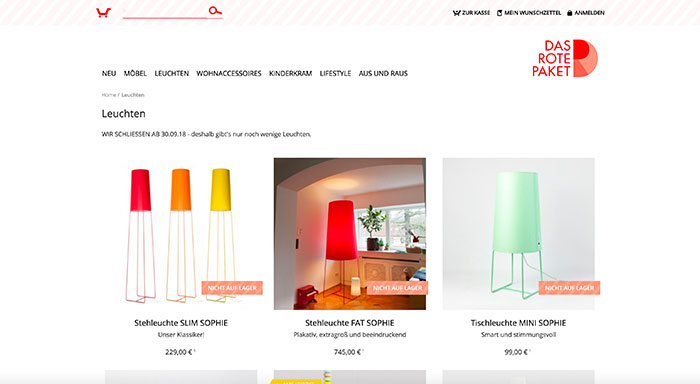 ZUR KASSE MEIN WUNSCHZETTEL ANMELDEN
DAS
ROTE
PAKET
NEU MÖBEL LEUCHTEN WOHNACCESSOIRES KINDERKRAM LIFESTYLE AUS UND RAUS
Home / Leuchten
Leuchten
WIR SCHLIESSEN AB 30.09.18 - deshalb gibt's nur noch wenige Leuchten.
NICHT AUF LAGER NICHT AUF LAGER NICHT AUF LAGER
Stehleuchte SLIM SOPHIE Stehleuchte FAT SOPHIE Tischleuchte MINI SOPHIE
Unser Klassiker! Plakativ, extragroß und beeindruckend Smart und stimmungsvoll
229,00 € * 745,00 € * 99,00 € *